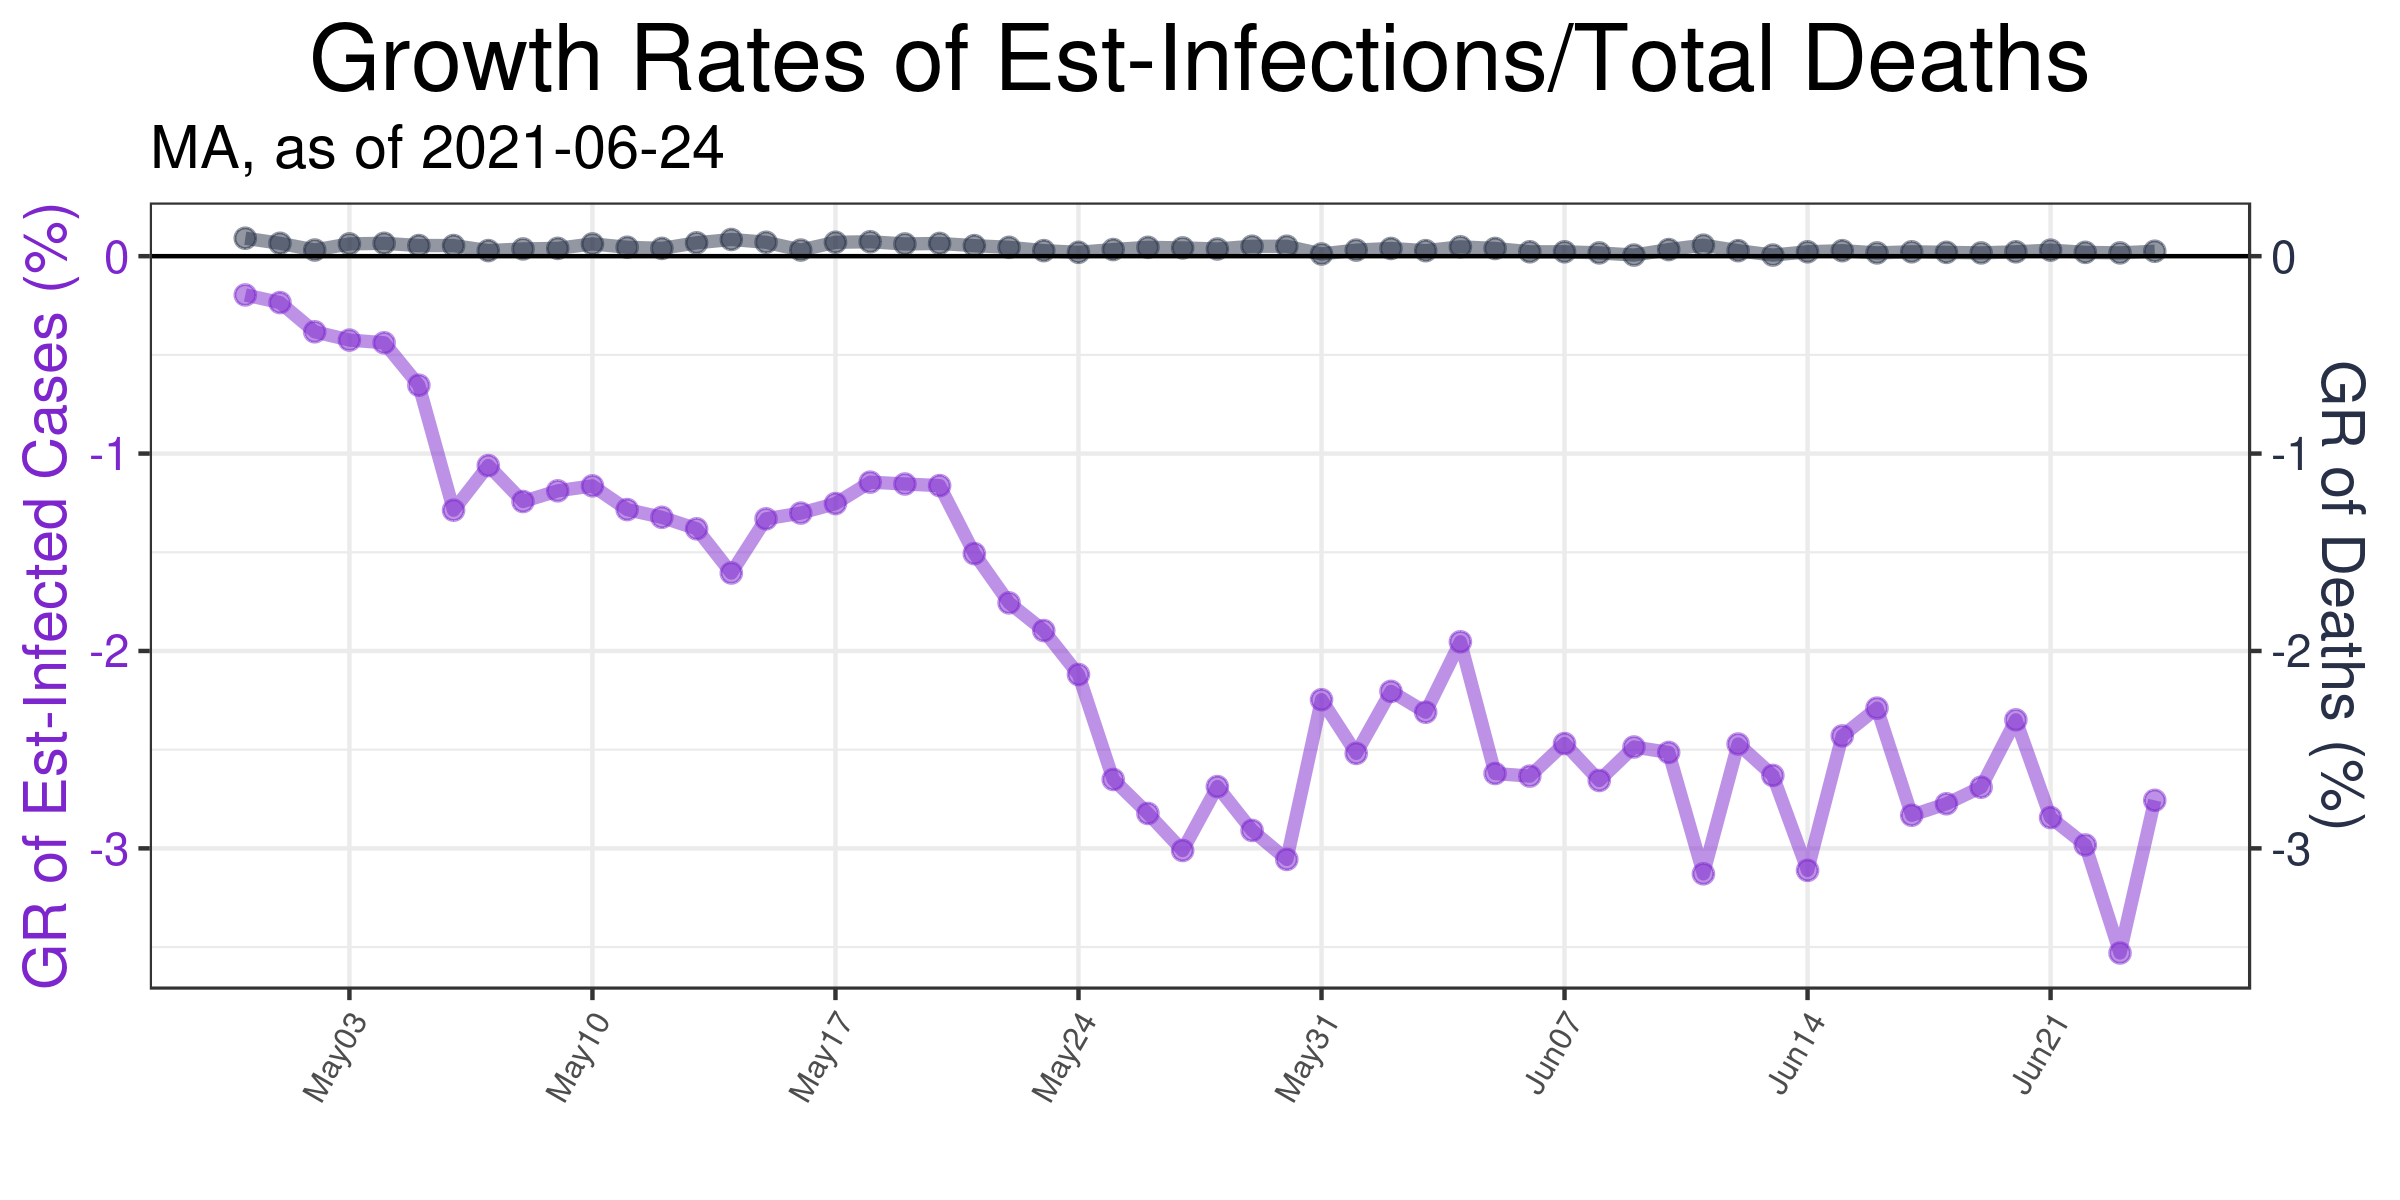 Growth Rates of Est-Infections/Total Deaths
MA, as of 2021-06-24
GR of Est-Infected Cases (%)
0
-1
-2
-3
0
-1
-2
-3
GR of Deaths (%)
May03
May10
May17
May24
May31
Jun07
Jun14
Jun21